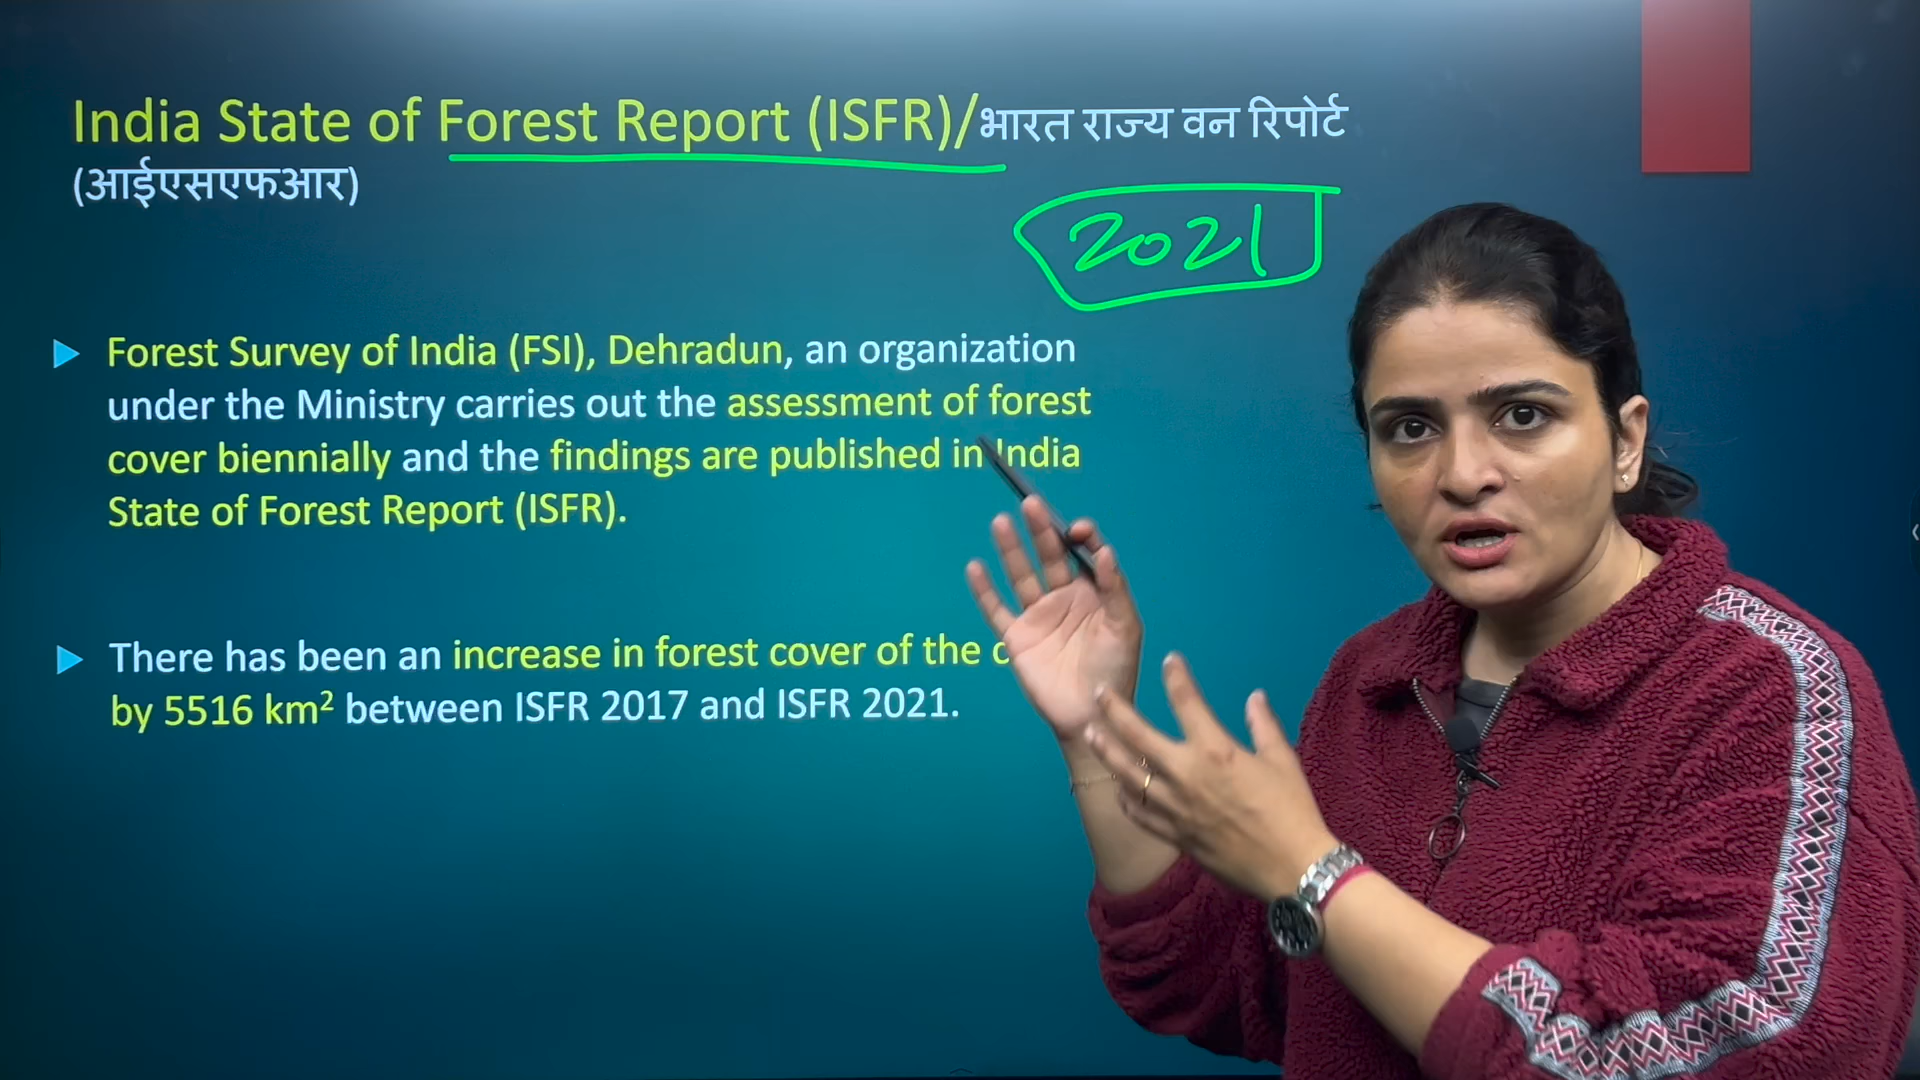 India State of Forest Report (ISFR)/भारत राज्य वन रिपोर्ट
(आईएसएफआर)
2021
Forest Survey of India (FSI), Dehradun, an organization
under the Ministry carries out the assessment of forest
cover biennially and the findings are published in India
State of Forest Report (ISFR).
There has been an increase in forest cover of the
by 5516 km² between ISFR 2017 and ISFR 2021.